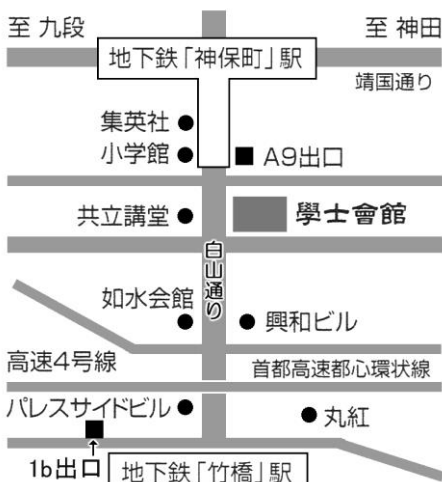 至 九段
至 神田
地下鉄「神保町」駅
靖国通り
集英社
小学館
A9出口
共立講堂
學士會館
白山通り
如水会館
興和ビル
高速4号線
首都高速都心環状線
パレスサイドビル
丸紅
1b出口
地下鉄「竹橋」駅